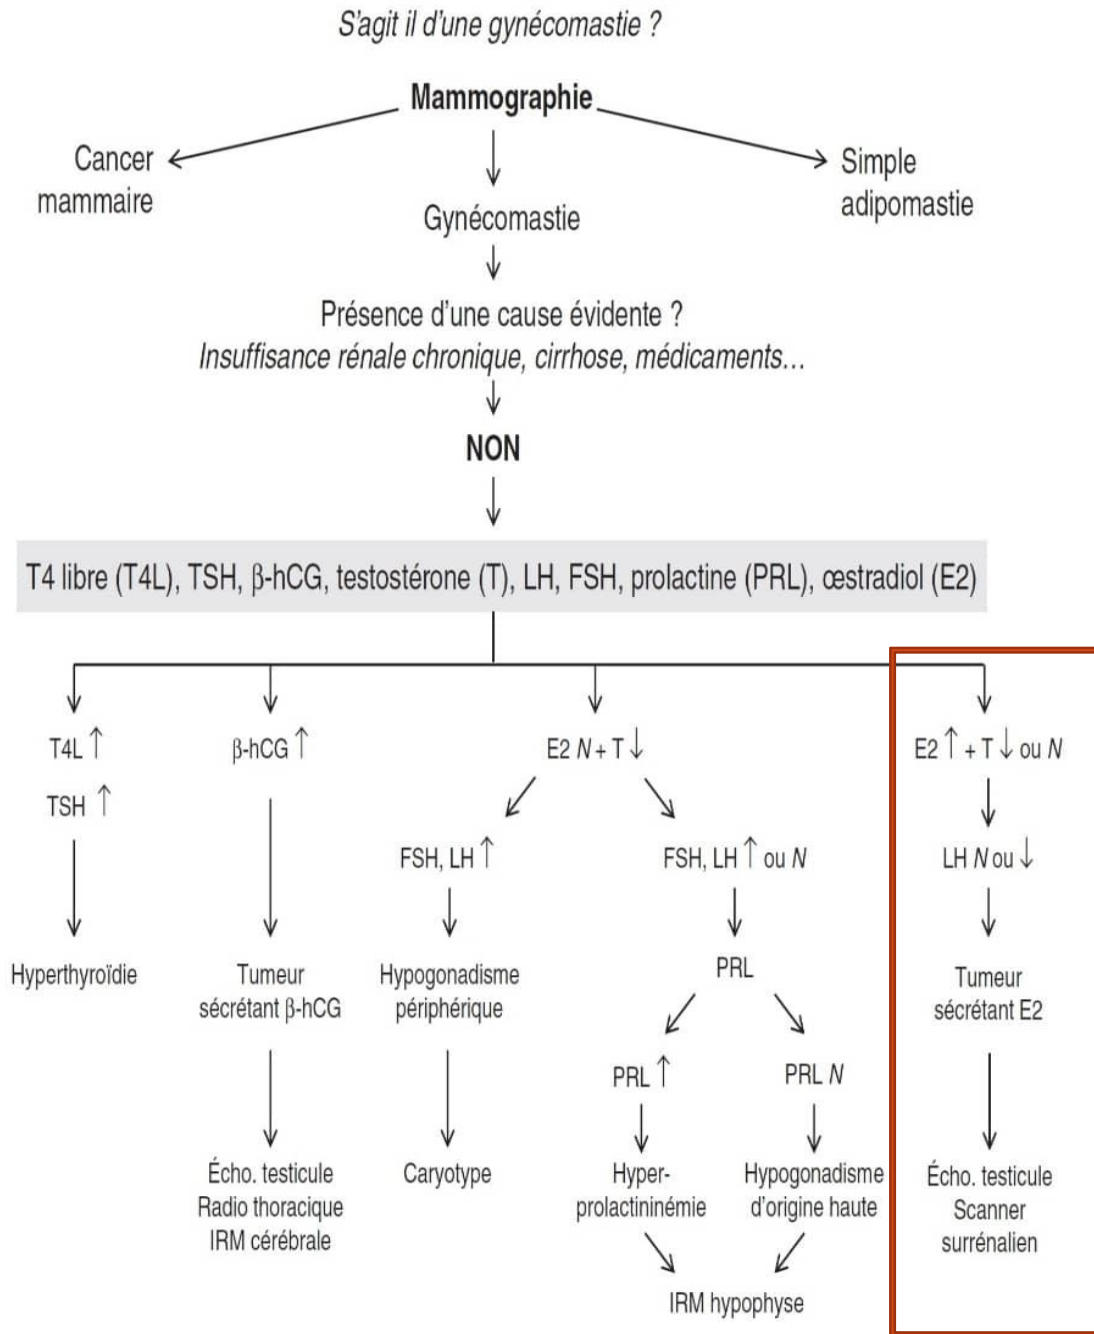 S'agit il d'une gynécomastie ?
Mammographie
Cancer
mammaire
Gynécomastie
Simple
adipomastie
Présence d'une cause évidente ?
Insuffisance rénale chronique, cirrhose, médicaments...
NON
T4 libre (T4L), TSH, β-hCG, testostérone (T), LH, FSH, prolactine (PRL), œstradiol (E2)
T4L ↑
TSH ↑
Hyperthyroïdie
β-hCG ↑
Tumeur
sécrétant β-hCG
Écho. testicule
Radio thoracique
IRM cérébrale
E2 N + T ↓
FSH, LH ↑
Hypogonadisme
périphérique
Caryotype
FSH, LH ↑ ou N
PRL
PRL ↑
Hyper-
prolactininémie
PRL N
Hypogonadisme
d'origine haute
IRM hypophyse
E2 ↑ + T ↓ ou N
LH N ou ↓
Tumeur
sécrétant E2
Écho. testicule
Scanner
surrénalien